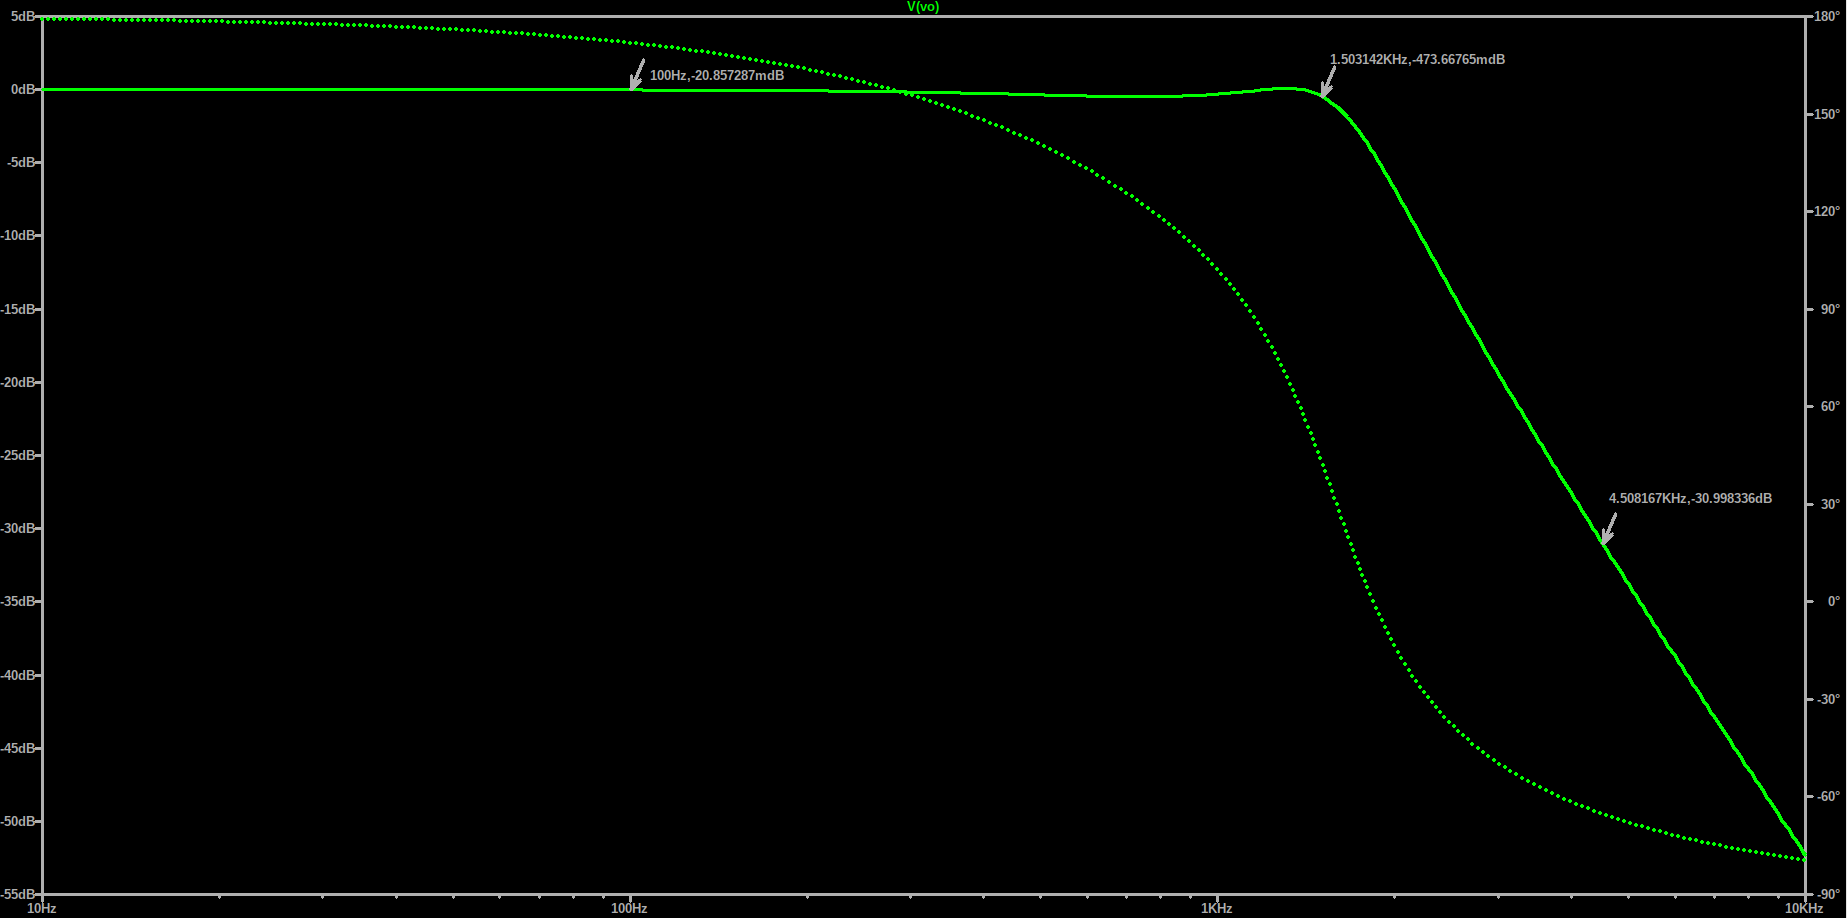 V(vo)
5dB
180°
1.503142KHz,-473.66765mdB
100Hz,-20.857287mdB
0dB
150°
-5dB
120°
-10dB
-15dB
90°
-20dB
60°
-25dB
4.508167KHz,-30.998336dB
30°
-30dB
-35dB
0°
-40dB
-30°
-45dB
-60°
-50dB
-55dB
-90°
10Hz
100Hz
1KHz
10KHz